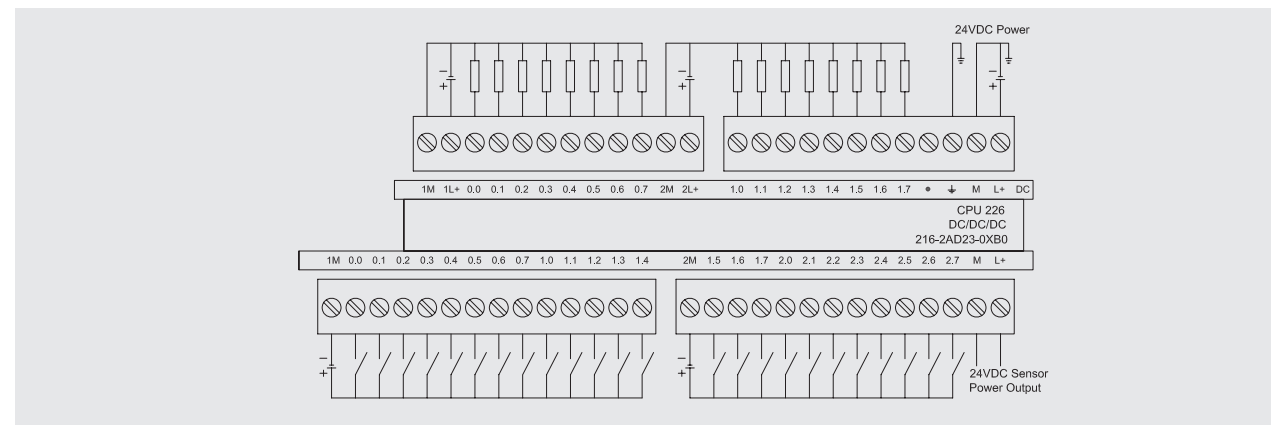 24VDC Power
− + − + − +
1M 1L+ 0.0 0.1 0.2 0.3 0.4 0.5 0.6 0.7 2M 2L+ 1.0 1.1 1.2 1.3 1.4 1.5 1.6 1.7 • ⏚ M L+ DC
CPU 226
DC/DC/DC
216-2AD23-0XB0
1M 0.0 0.1 0.2 0.3 0.4 0.5 0.6 0.7 1.0 1.1 1.2 1.3 1.4 2M 1.5 1.6 1.7 2.0 2.1 2.2 2.3 2.4 2.5 2.6 2.7 M L+
− + − +
24VDC Sensor
Power Output